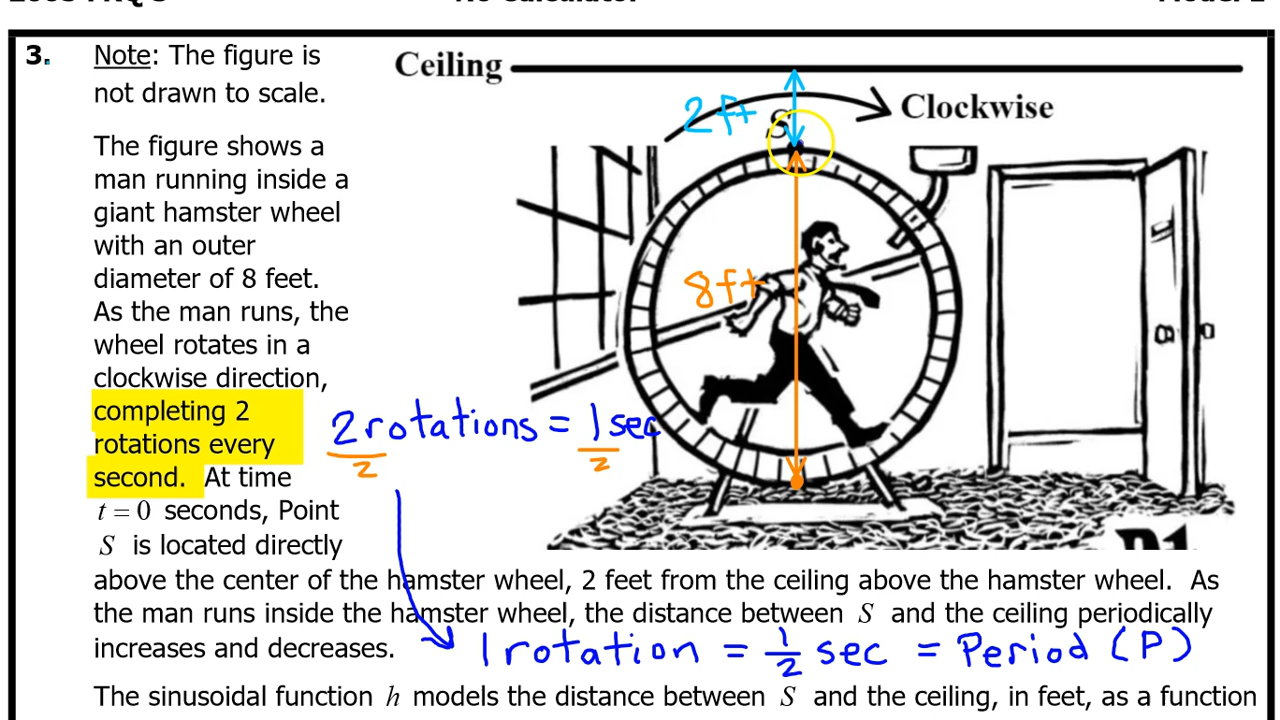 3. Note: The figure is
not drawn to scale.
The figure shows a
man running inside a
giant hamster wheel
with an outer
diameter of 8 feet.
As the man runs, the
wheel rotates in a
clockwise direction,
completing 2
rotations every
second. At time
t = 0 seconds, Point
S is located directly
above the center of the hamster wheel, 2 feet from the ceiling above the hamster wheel. As
the man runs inside the hamster wheel, the distance between S and the ceiling periodically
increases and decreases.
The sinusoidal function h models the distance between S and the ceiling, in feet, as a function
Ceiling
Clockwise
2ft
S
8ft
2 rotations = 1 sec
2 2
1 rotation = 1/2 sec = Period (P)